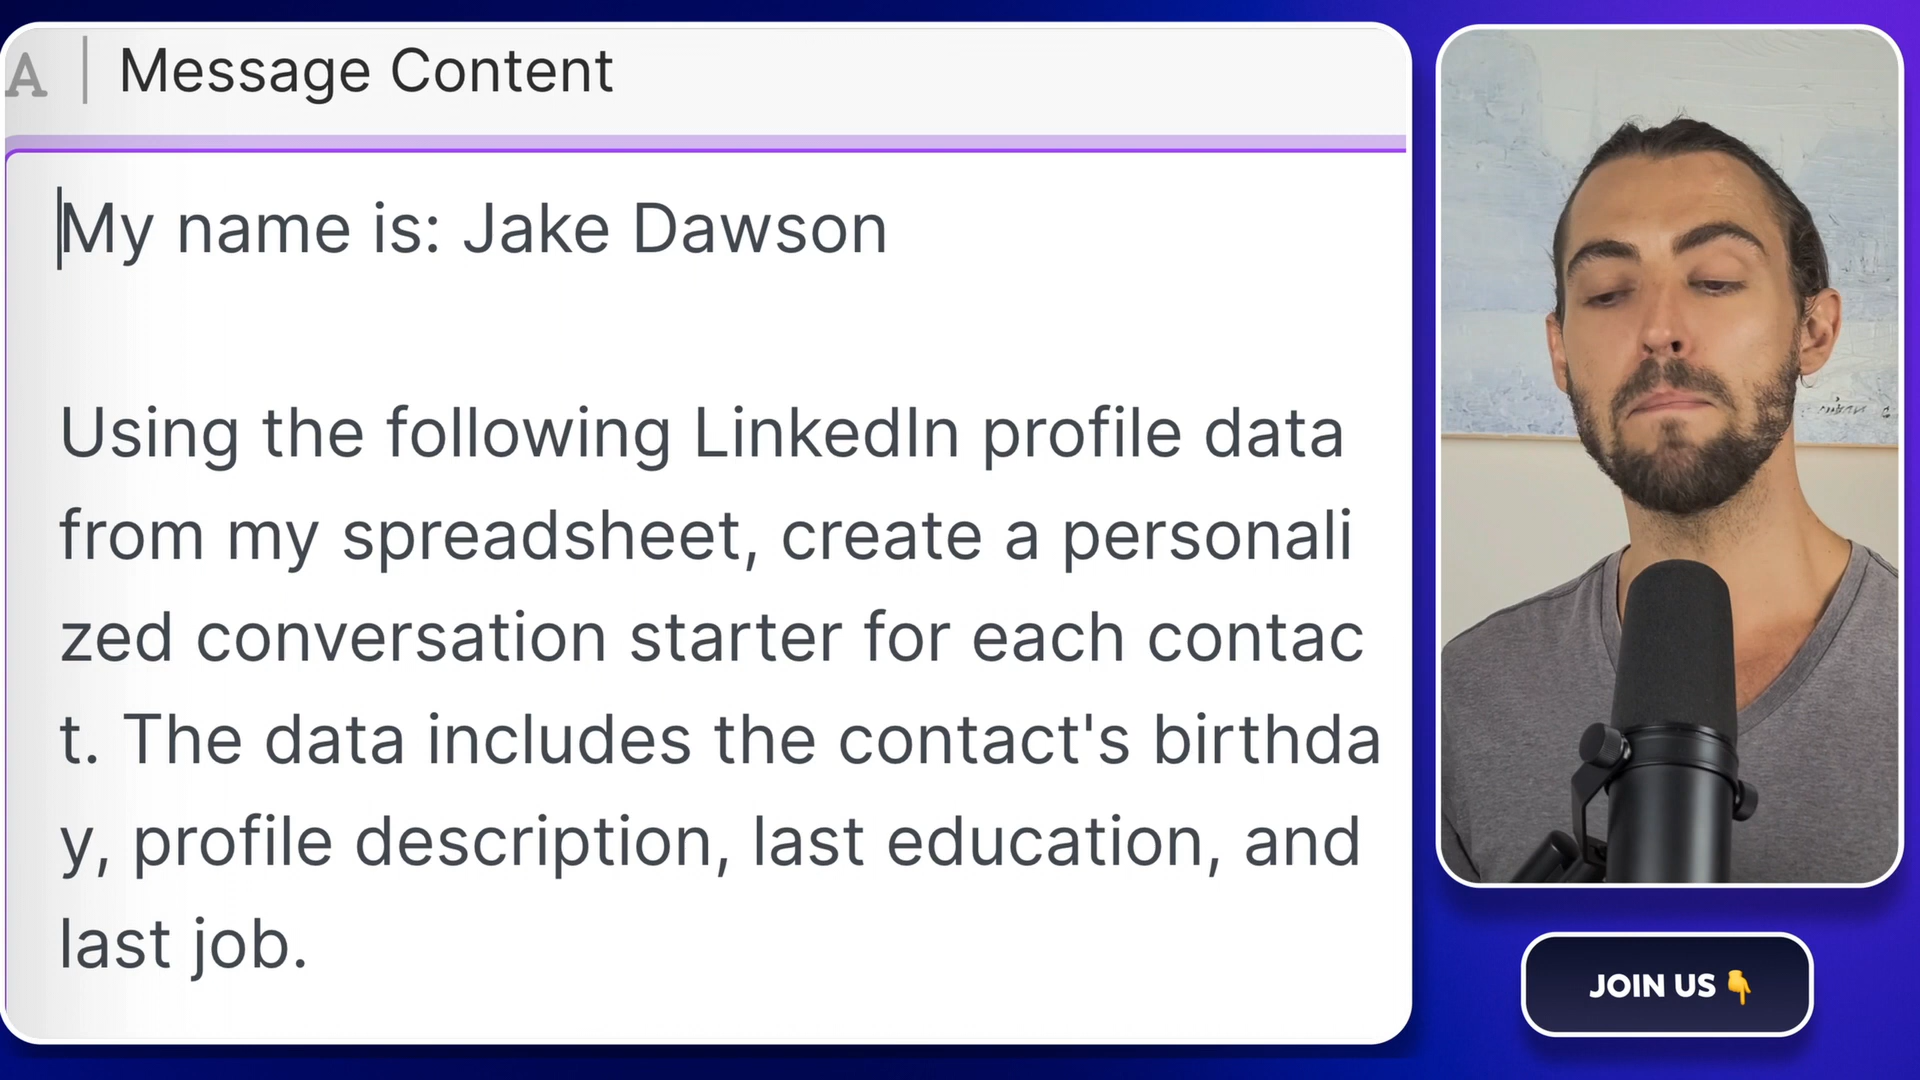 A | Message Content
My name is: Jake Dawson
Using the following LinkedIn profile data
from my spreadsheet, create a personali
zed conversation starter for each contac
t. The data includes the contact's birthda
y, profile description, last education, and
last job.
JOIN US 👇